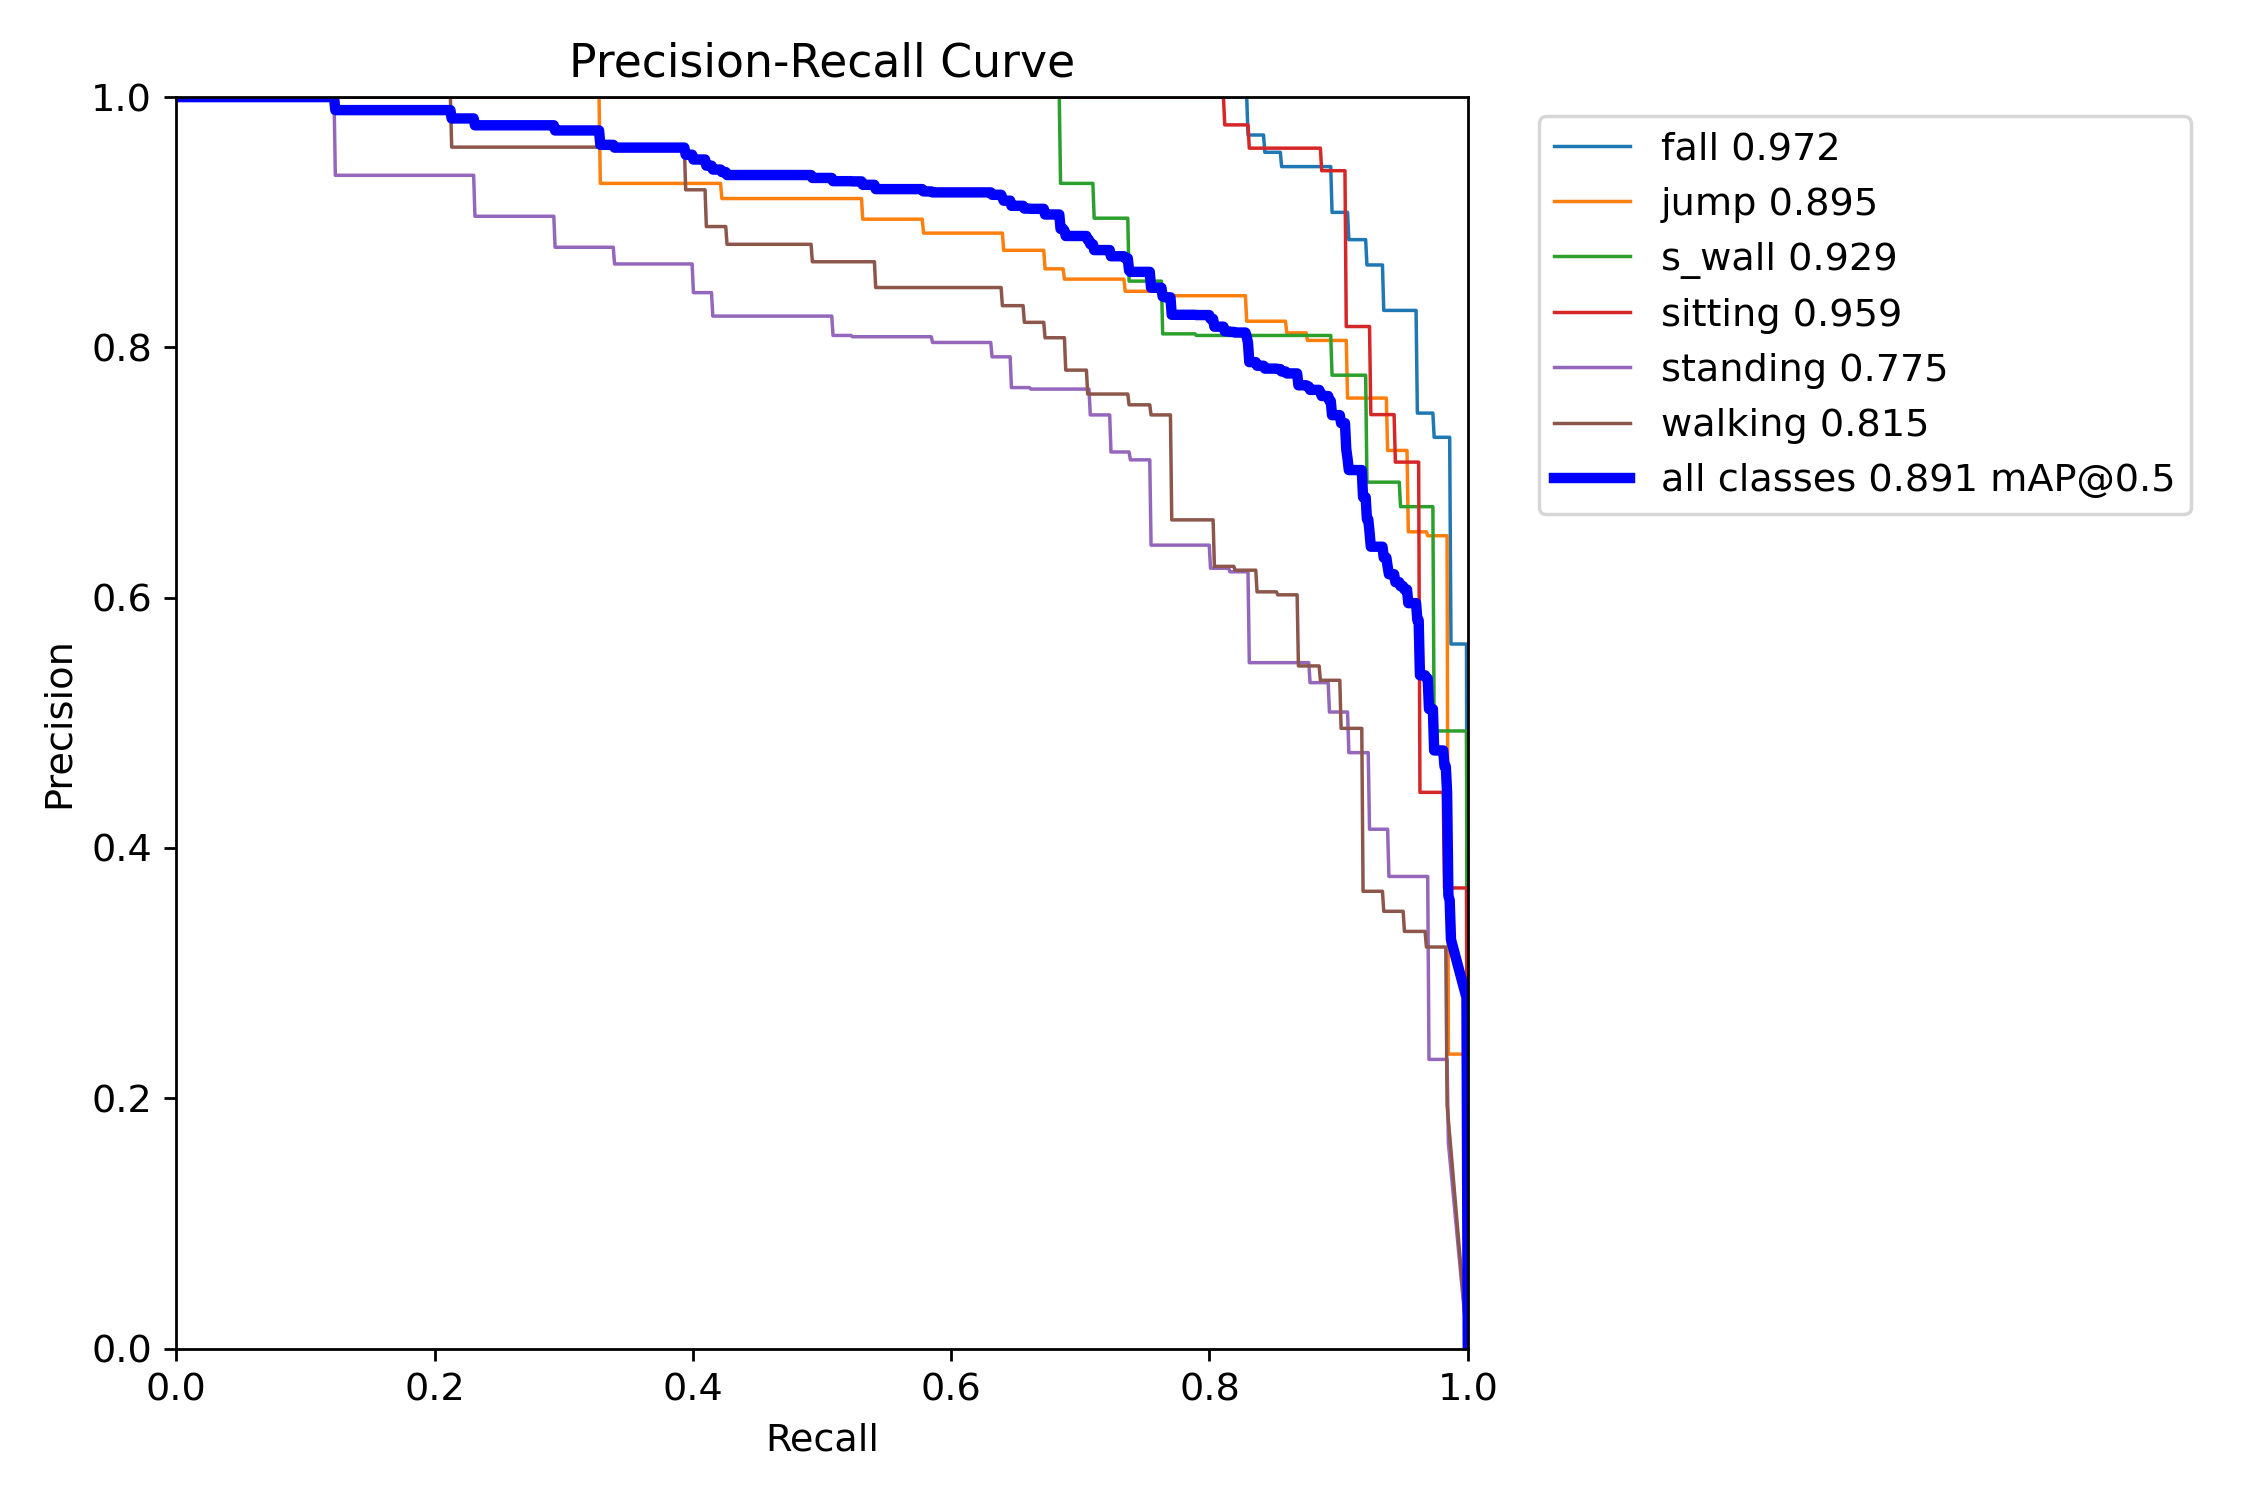 Precision-Recall Curve
1.0
0.8
0.6
0.4
0.2
0.0
Precision
0.0 0.2 0.4 0.6 0.8 1.0
Recall
fall 0.972
jump 0.895
s_wall 0.929
sitting 0.959
standing 0.775
walking 0.815
all classes 0.891 mAP@0.5